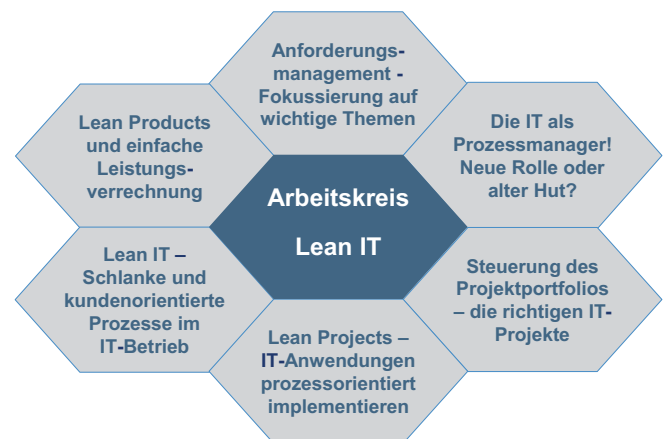 Anforderungs-
management -
Fokussierung auf
wichtige Themen
Lean Products
und einfache
Leistungs-
verrechnung
Die IT als
Prozessmanager!
Neue Rolle oder
alter Hut?
Arbeitskreis
Lean IT
Lean IT –
Schlanke und
kundenorientierte
Prozesse im
IT-Betrieb
Steuerung des
Projektportfolios
– die richtigen IT-
Projekte
Lean Projects –
IT-Anwendungen
prozessorientiert
implementieren